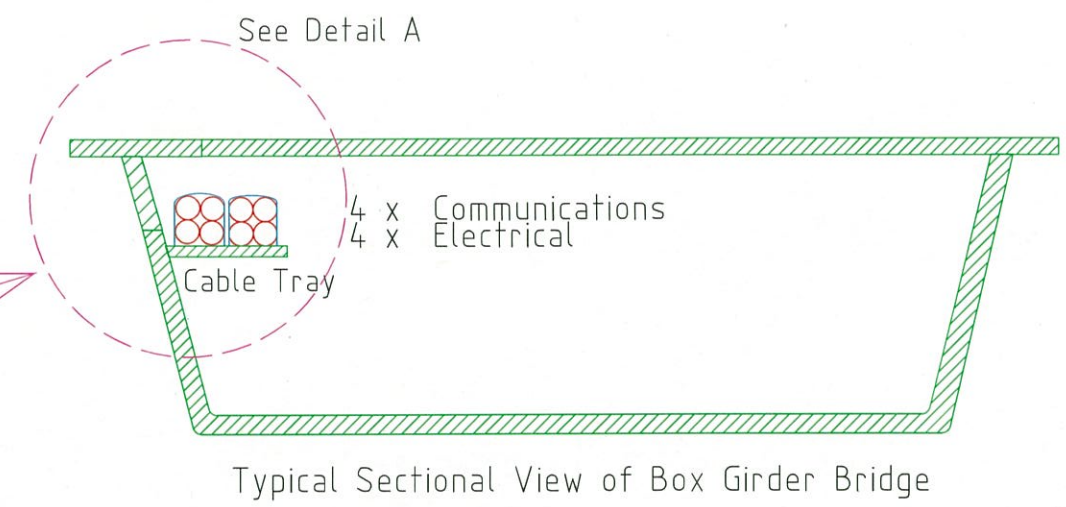 See Detail A
4 x Communications
4 x Electrical
Cable Tray
Typical Sectional View of Box Girder Bridge